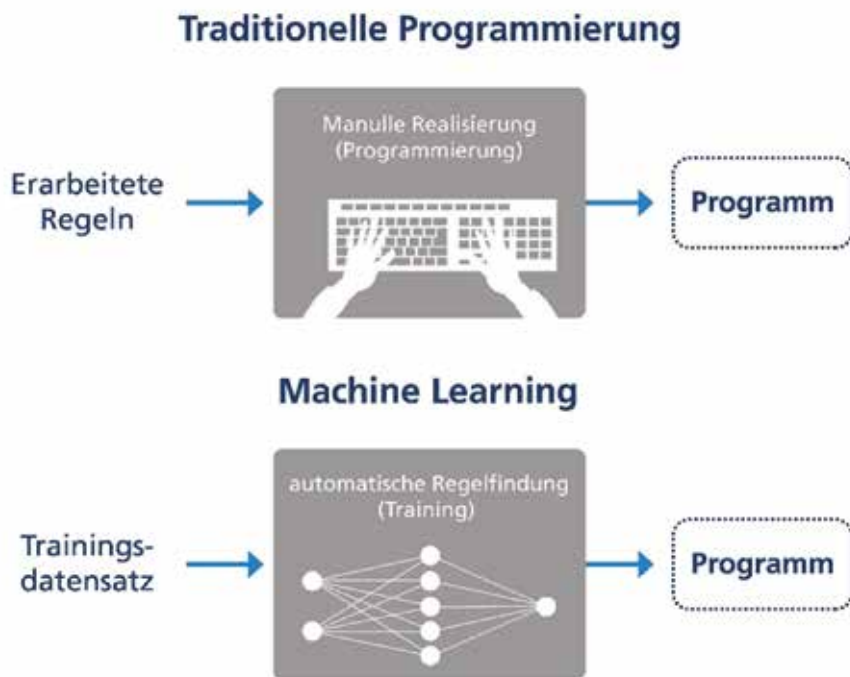 Traditionelle Programmierung
Manulle Realisierung
(Programmierung)
Erarbeitete
Regeln
Programm
Machine Learning
automatische Regelfindung
(Training)
Trainings-
datensatz
Programm